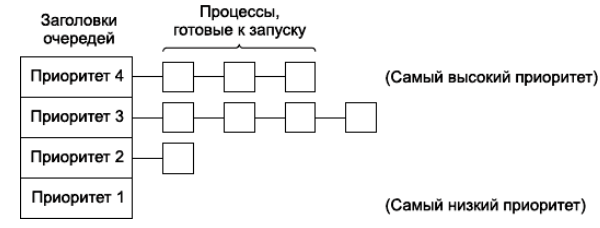 Заголовки
очередей
Процессы,
готовые к запуску
Приоритет 4
(Самый высокий приоритет)
Приоритет 3
Приоритет 2
Приоритет 1
(Самый низкий приоритет)